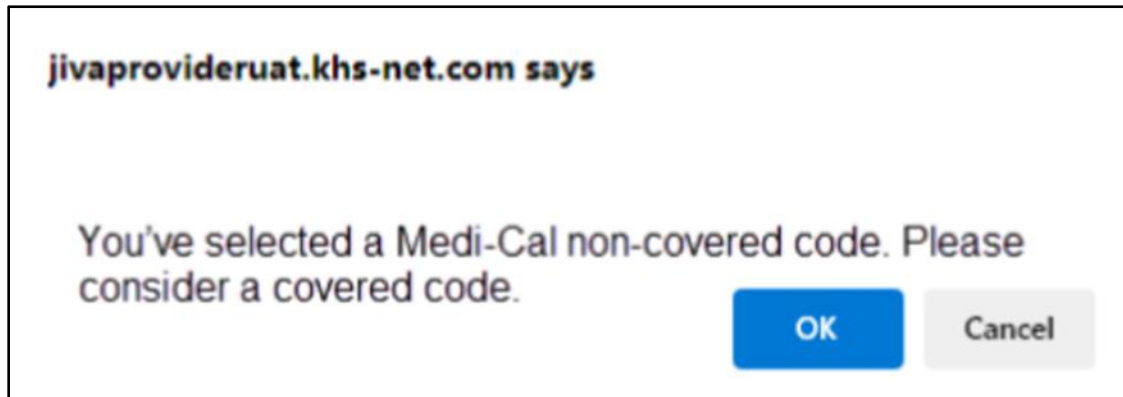 jivaprovideruat.khs-net.com says
You've selected a Medi-Cal non-covered code. Please
consider a covered code.
OK
Cancel